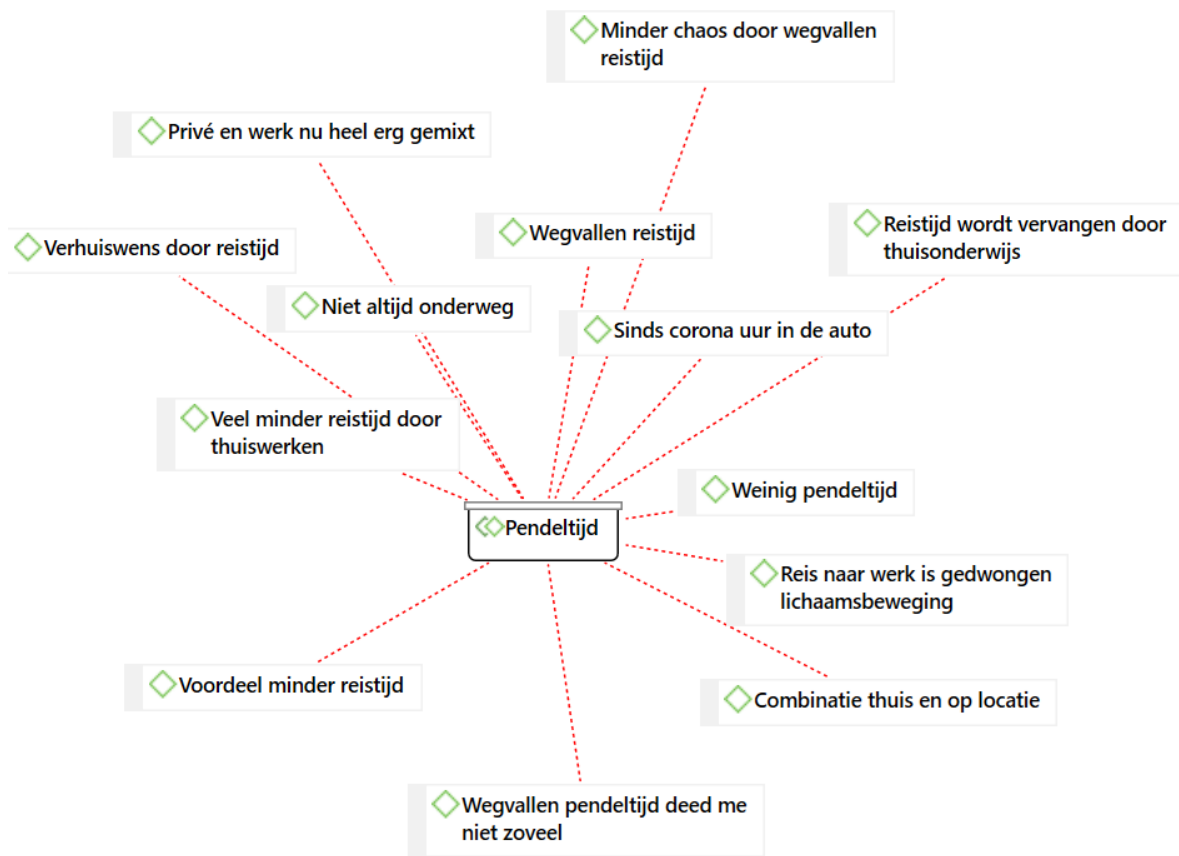 Minder chaos door wegvallen
reistijd
Privé en werk nu heel erg gemixt
Wegvallen reistijd
Reistijd wordt vervangen door
thuisonderwijs
Verhuiswens door reistijd
Niet altijd onderweg
Sinds corona uur in de auto
Veel minder reistijd door
thuiswerken
Weinig pendeltijd
Pendeltijd
Reis naar werk is gedwongen
lichaamsbeweging
Voordeel minder reistijd
Combinatie thuis en op locatie
Wegvallen pendeltijd deed me
niet zoveel